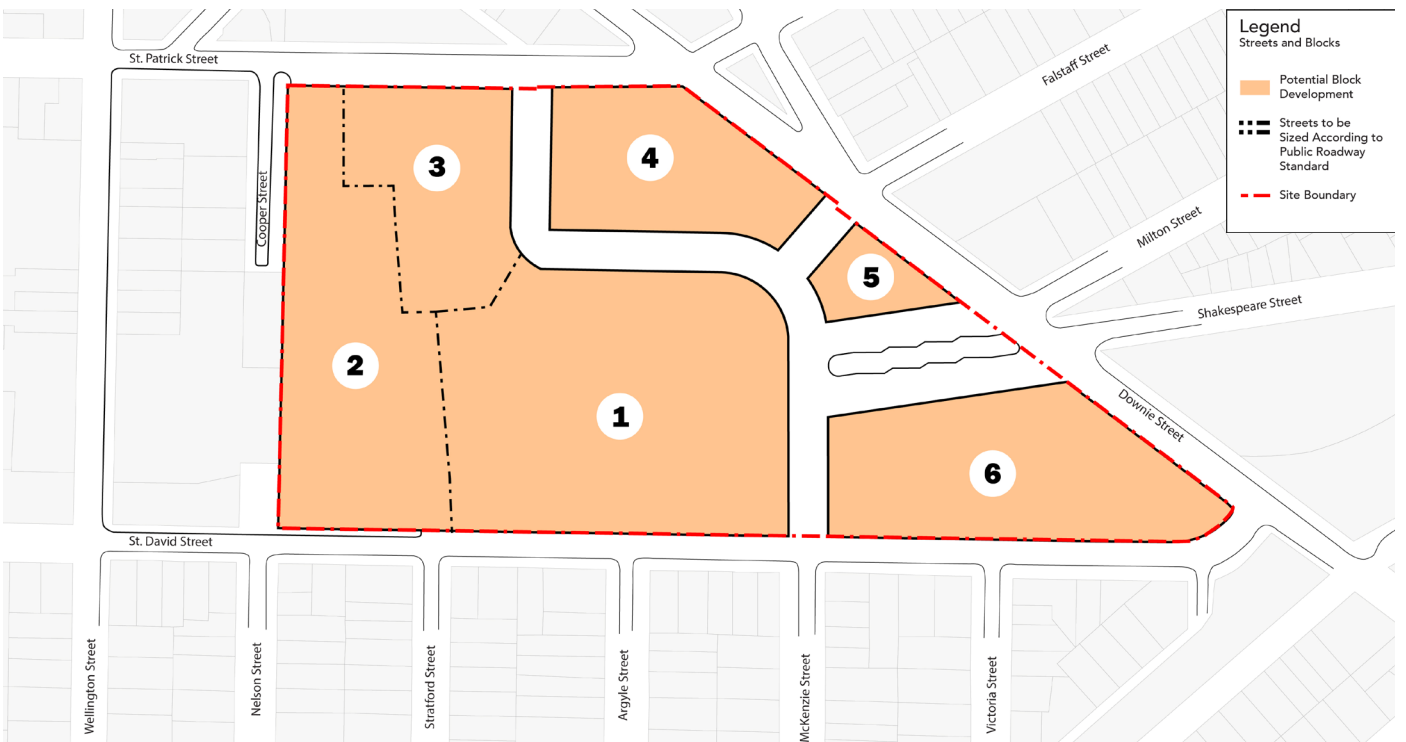 Legend
Streets and Blocks
Potential Block
Development
Streets to be
Sized According to
Public Roadway
Standard
Site Boundary
St. Patrick Street
Falstaff Street
Cooper Street
Milton Street
Shakespeare Street
Downie Street
3
4
5
2
1
6
St. David Street
Wellington Street
Nelson Street
Stratford Street
Argyle Street
McKenzie Street
Victoria Street